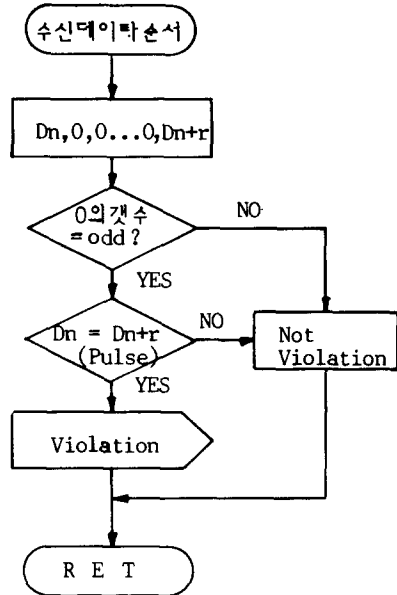 수신데이타순서
Dn,0,0...0,Dn+r
0의갯수
=odd?
NO
YES
Dn = Dn+r
(Pulse)
NO
Not
Violation
YES
Violation
R E T